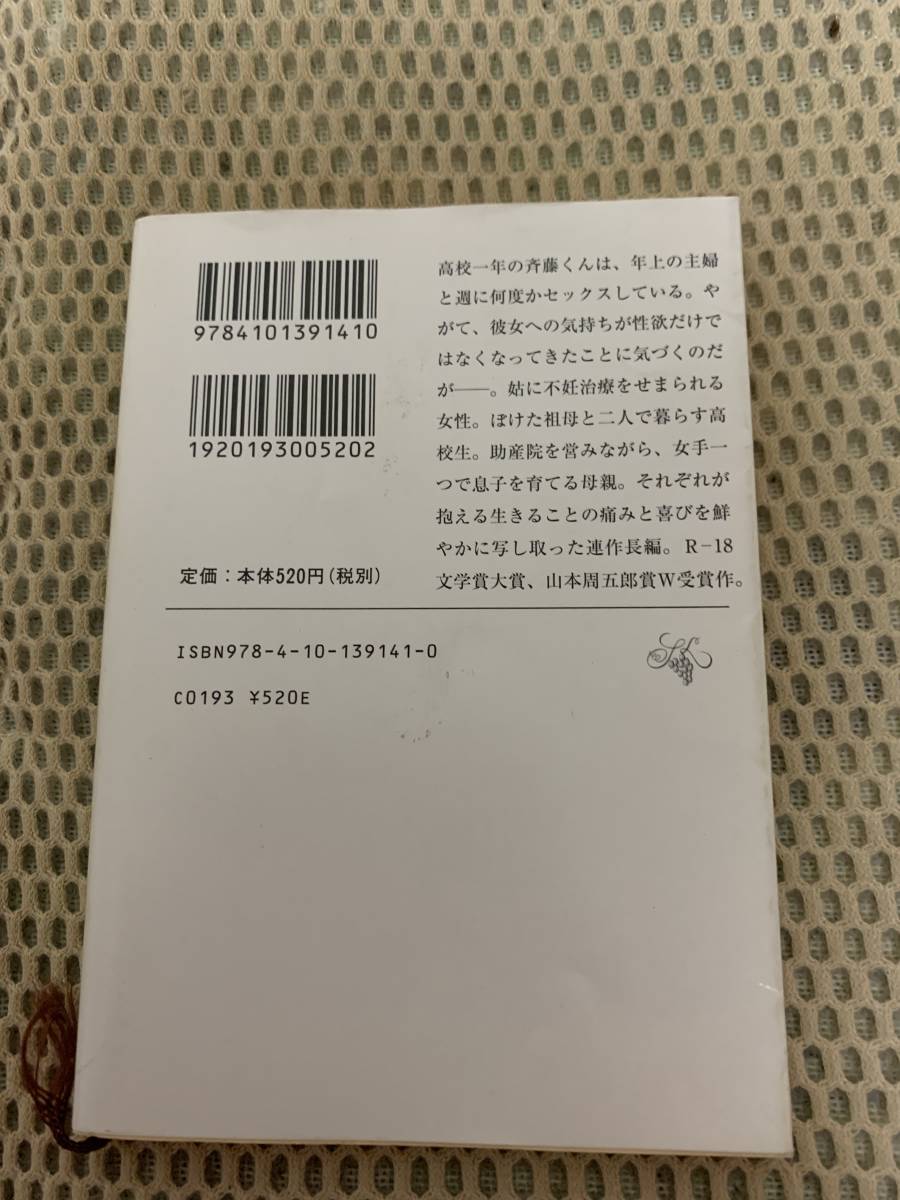 9784101391410
1920193005202
定価：本体520円（税別）
高校一年の斉藤くんは、年上の主婦
と週に何度かセックスしている。や
がて、彼女への気持ちが性欲だけで
はなくなってきたことに気づくのだ
が――。姑に不妊治療をせまられる
女性。ぼけた祖母と二人で暮らす高
校生。助産院を営みながら、女手一
つで息子を育てる母親。それぞれが
抱える生きることの痛みと喜びを鮮
やかに写し取った連作長編。R-18
文学賞大賞、山本周五郎賞W受賞作。
ISBN978-4-10-139141-0
C0193 ¥520E